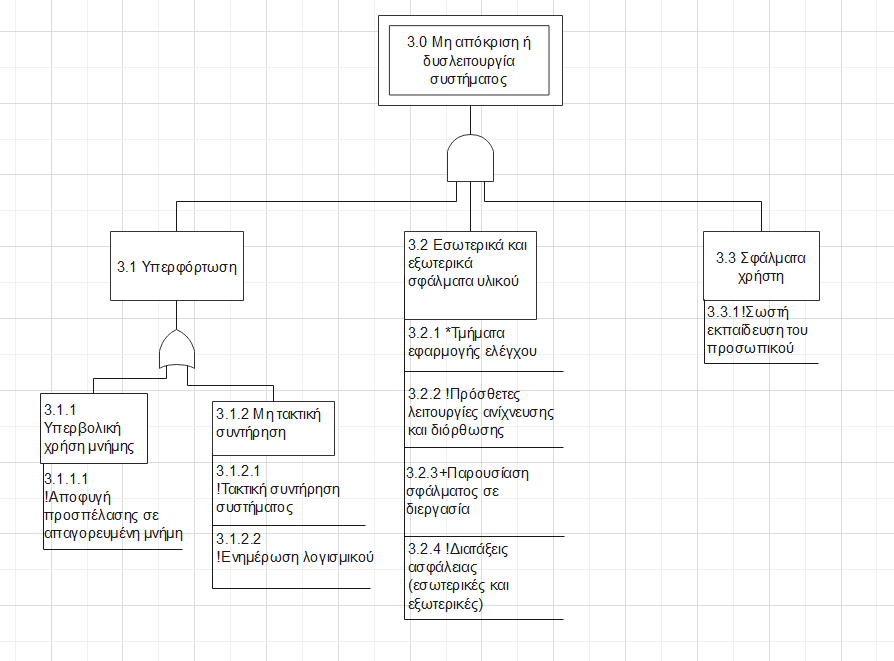 3.0 Μη απόκριση ή
δυσλειτουργία
συστήματος
3.1 Υπερφόρτωση
3.2 Εσωτερικά και
εξωτερικά
σφάλματα υλικού
3.3 Σφάλματα
χρήστη
3.3.1!Σωστή
εκπαίδευση του
προσωπικού
3.2.1 *Τμήματα
εφαρμογής ελέγχου
3.2.2 !Πρόσθετες
λειτουργίες ανίχνευσης
και διόρθωσης
3.2.3+Παρουσίαση
σφάλματος σε
διεργασία
3.2.4 !Διατάξεις
ασφάλειας
(εσωτερικές και
εξωτερικές)
3.1.1
Υπερβολική
χρήση μνήμης
3.1.1.1
!Αποφυγή
προσπέλασης σε
απαγορευμένη μνήμη
3.1.2 Μη τακτική
συντήρηση
3.1.2.1
!Τακτική συντήρηση
συστήματος
3.1.2.2
!Ενημέρωση λογισμικού